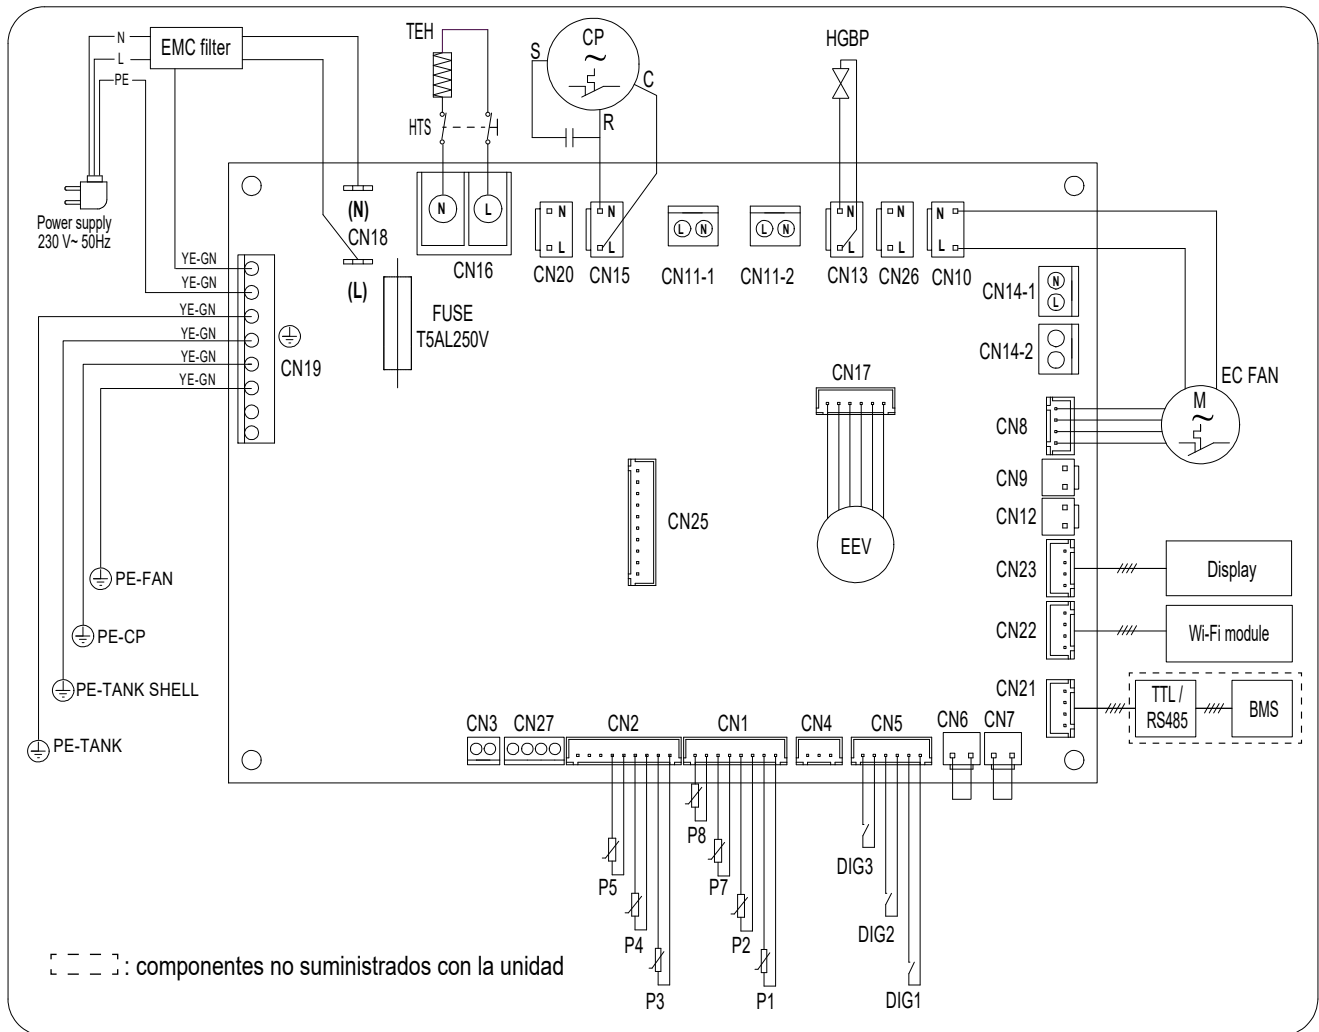 N
L
PE
EMC filter
TEH
HTS
S
CP
~
C
R
HGBP
Power supply
230 V~ 50Hz
(N)
CN18
(L)
N
L
CN16
N
L
CN20
N
L
CN15
L N
CN11-1
L N
CN11-2
N
L
CN13
N
L
CN26
N
L
CN10
YE-GN
YE-GN
YE-GN
YE-GN
YE-GN
YE-GN
CN19
FUSE
T5AL250V
N
L
CN14-1
CN14-2
CN17
EC FAN
M
~
CN8
CN9
CN12
CN25
EEV
CN23
Display
CN22
Wi-Fi module
CN21
TTL /
RS485
BMS
PE-FAN
PE-CP
PE-TANK SHELL
PE-TANK
CN3
CN27
CN2
CN1
CN4
CN5
CN6
CN7
P8
P5
P7
DIG3
P4
P2
DIG2
P3
P1
DIG1
: componentes no suministrados con la unidad